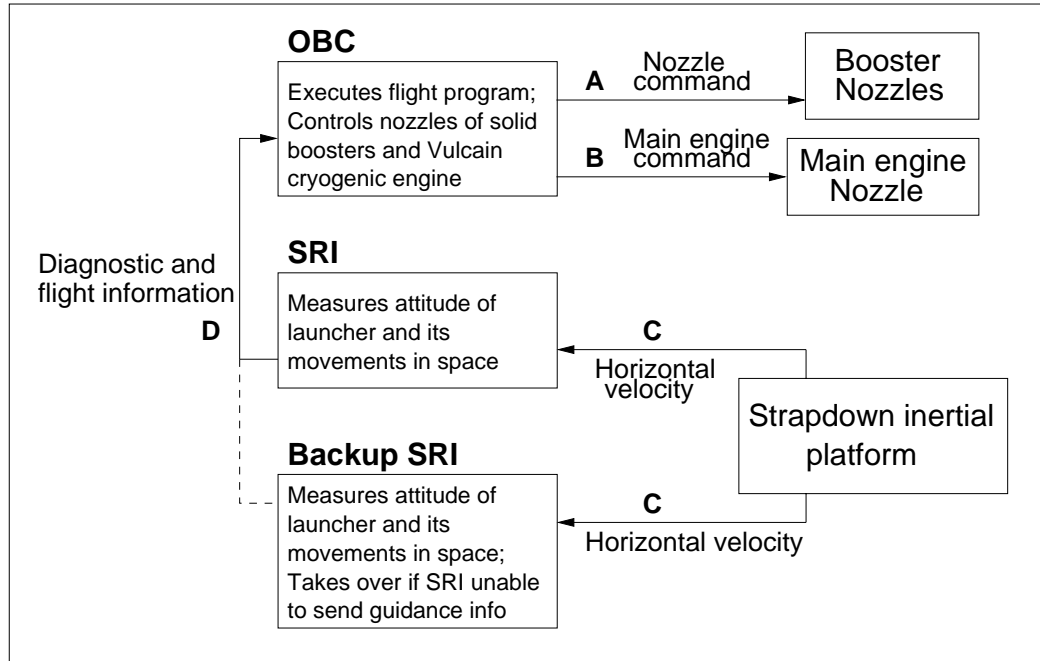 OBC
Executes flight program;
Controls nozzles of solid
boosters and Vulcain
cryogenic engine
A
Nozzle
command
Booster
Nozzles
B
Main engine
command
Main engine
Nozzle
Diagnostic and
flight information
D
SRI
Measures attitude of
launcher and its
movements in space
C
Horizontal
velocity
Strapdown inertial
platform
Backup SRI
Measures attitude of
launcher and its
movements in space;
Takes over if SRI unable
to send guidance info
C
Horizontal velocity